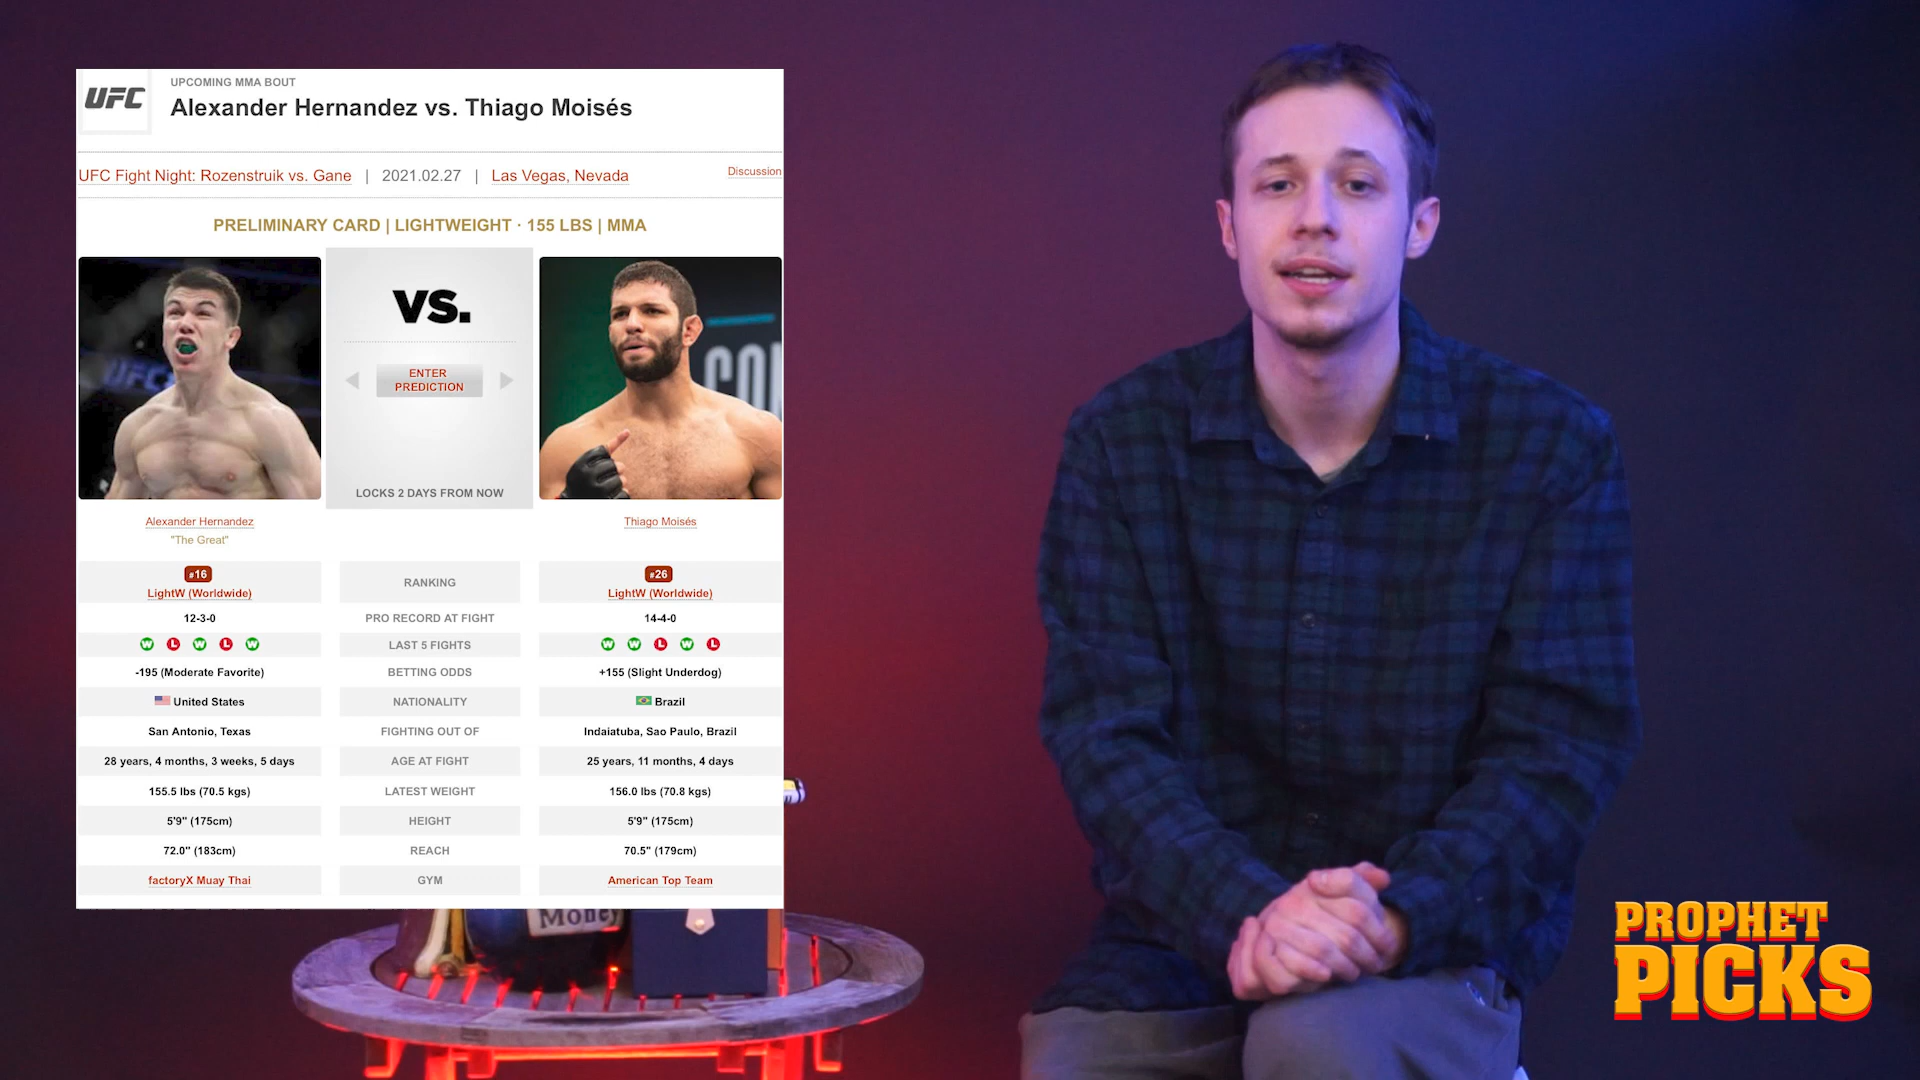 UFC
UPCOMING MMA BOUT
Alexander Hernandez vs. Thiago Moisés
UFC Fight Night: Rozenstruik vs. Gane | 2021.02.27 | Las Vegas, Nevada
Discussion
PRELIMINARY CARD | LIGHTWEIGHT · 155 LBS | MMA
UFC
VS.
ENTER
PREDICTION
LOCKS 2 DAYS FROM NOW
Alexander Hernandez
"The Great"
Thiago Moisés
#16
LightW (Worldwide)
RANKING
#26
LightW (Worldwide)
12-3-0 PRO RECORD AT FIGHT 14-4-0
W L W L W LAST 5 FIGHTS W W L W L
-195 (Moderate Favorite) BETTING ODDS +155 (Slight Underdog)
United States NATIONALITY Brazil
San Antonio, Texas FIGHTING OUT OF Indaiatuba, Sao Paulo, Brazil
28 years, 4 months, 3 weeks, 5 days AGE AT FIGHT 25 years, 11 months, 4 days
155.5 lbs (70.5 kgs) LATEST WEIGHT 156.0 lbs (70.8 kgs)
5'9" (175cm) HEIGHT 5'9" (175cm)
72.0" (183cm) REACH 70.5" (179cm)
factoryX Muay Thai GYM American Top Team
Money
PROPHET
PICKS